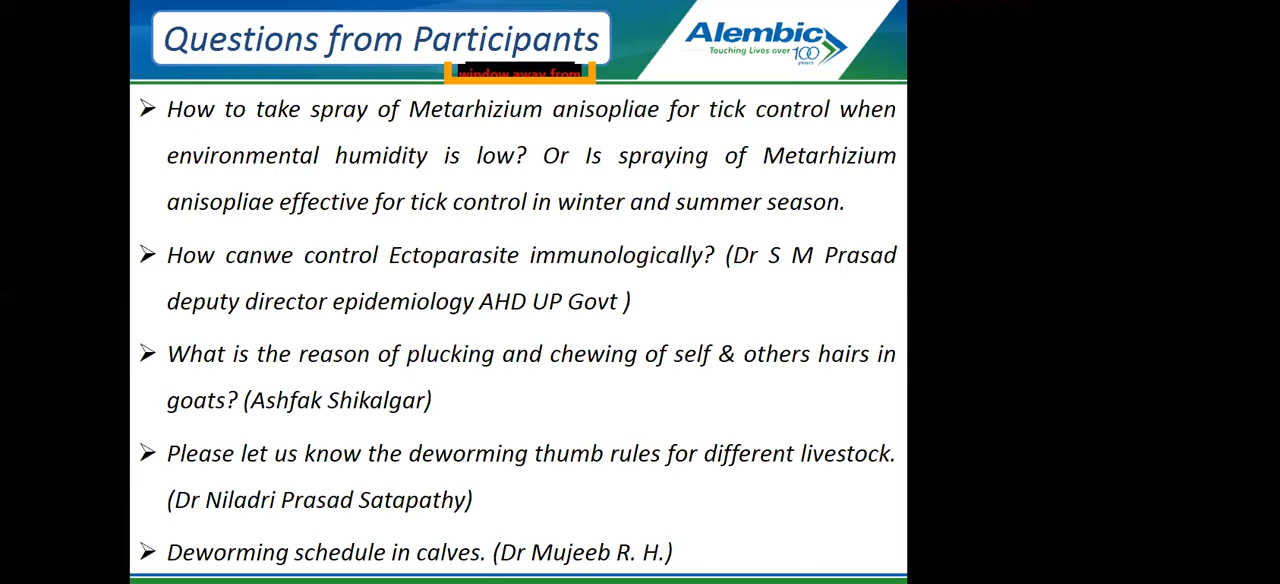 Questions from Participants
Alembic
Touching Lives over 100 years
window away from
➢ How to take spray of Metarhizium anisopliae for tick control when
environmental humidity is low? Or Is spraying of Metarhizium
anisopliae effective for tick control in winter and summer season.
➢ How canwe control Ectoparasite immunologically? (Dr S M Prasad
deputy director epidemiology AHD UP Govt )
➢ What is the reason of plucking and chewing of self & others hairs in
goats? (Ashfak Shikalgar)
➢ Please let us know the deworming thumb rules for different livestock.
(Dr Niladri Prasad Satapathy)
➢ Deworming schedule in calves. (Dr Mujeeb R. H.)